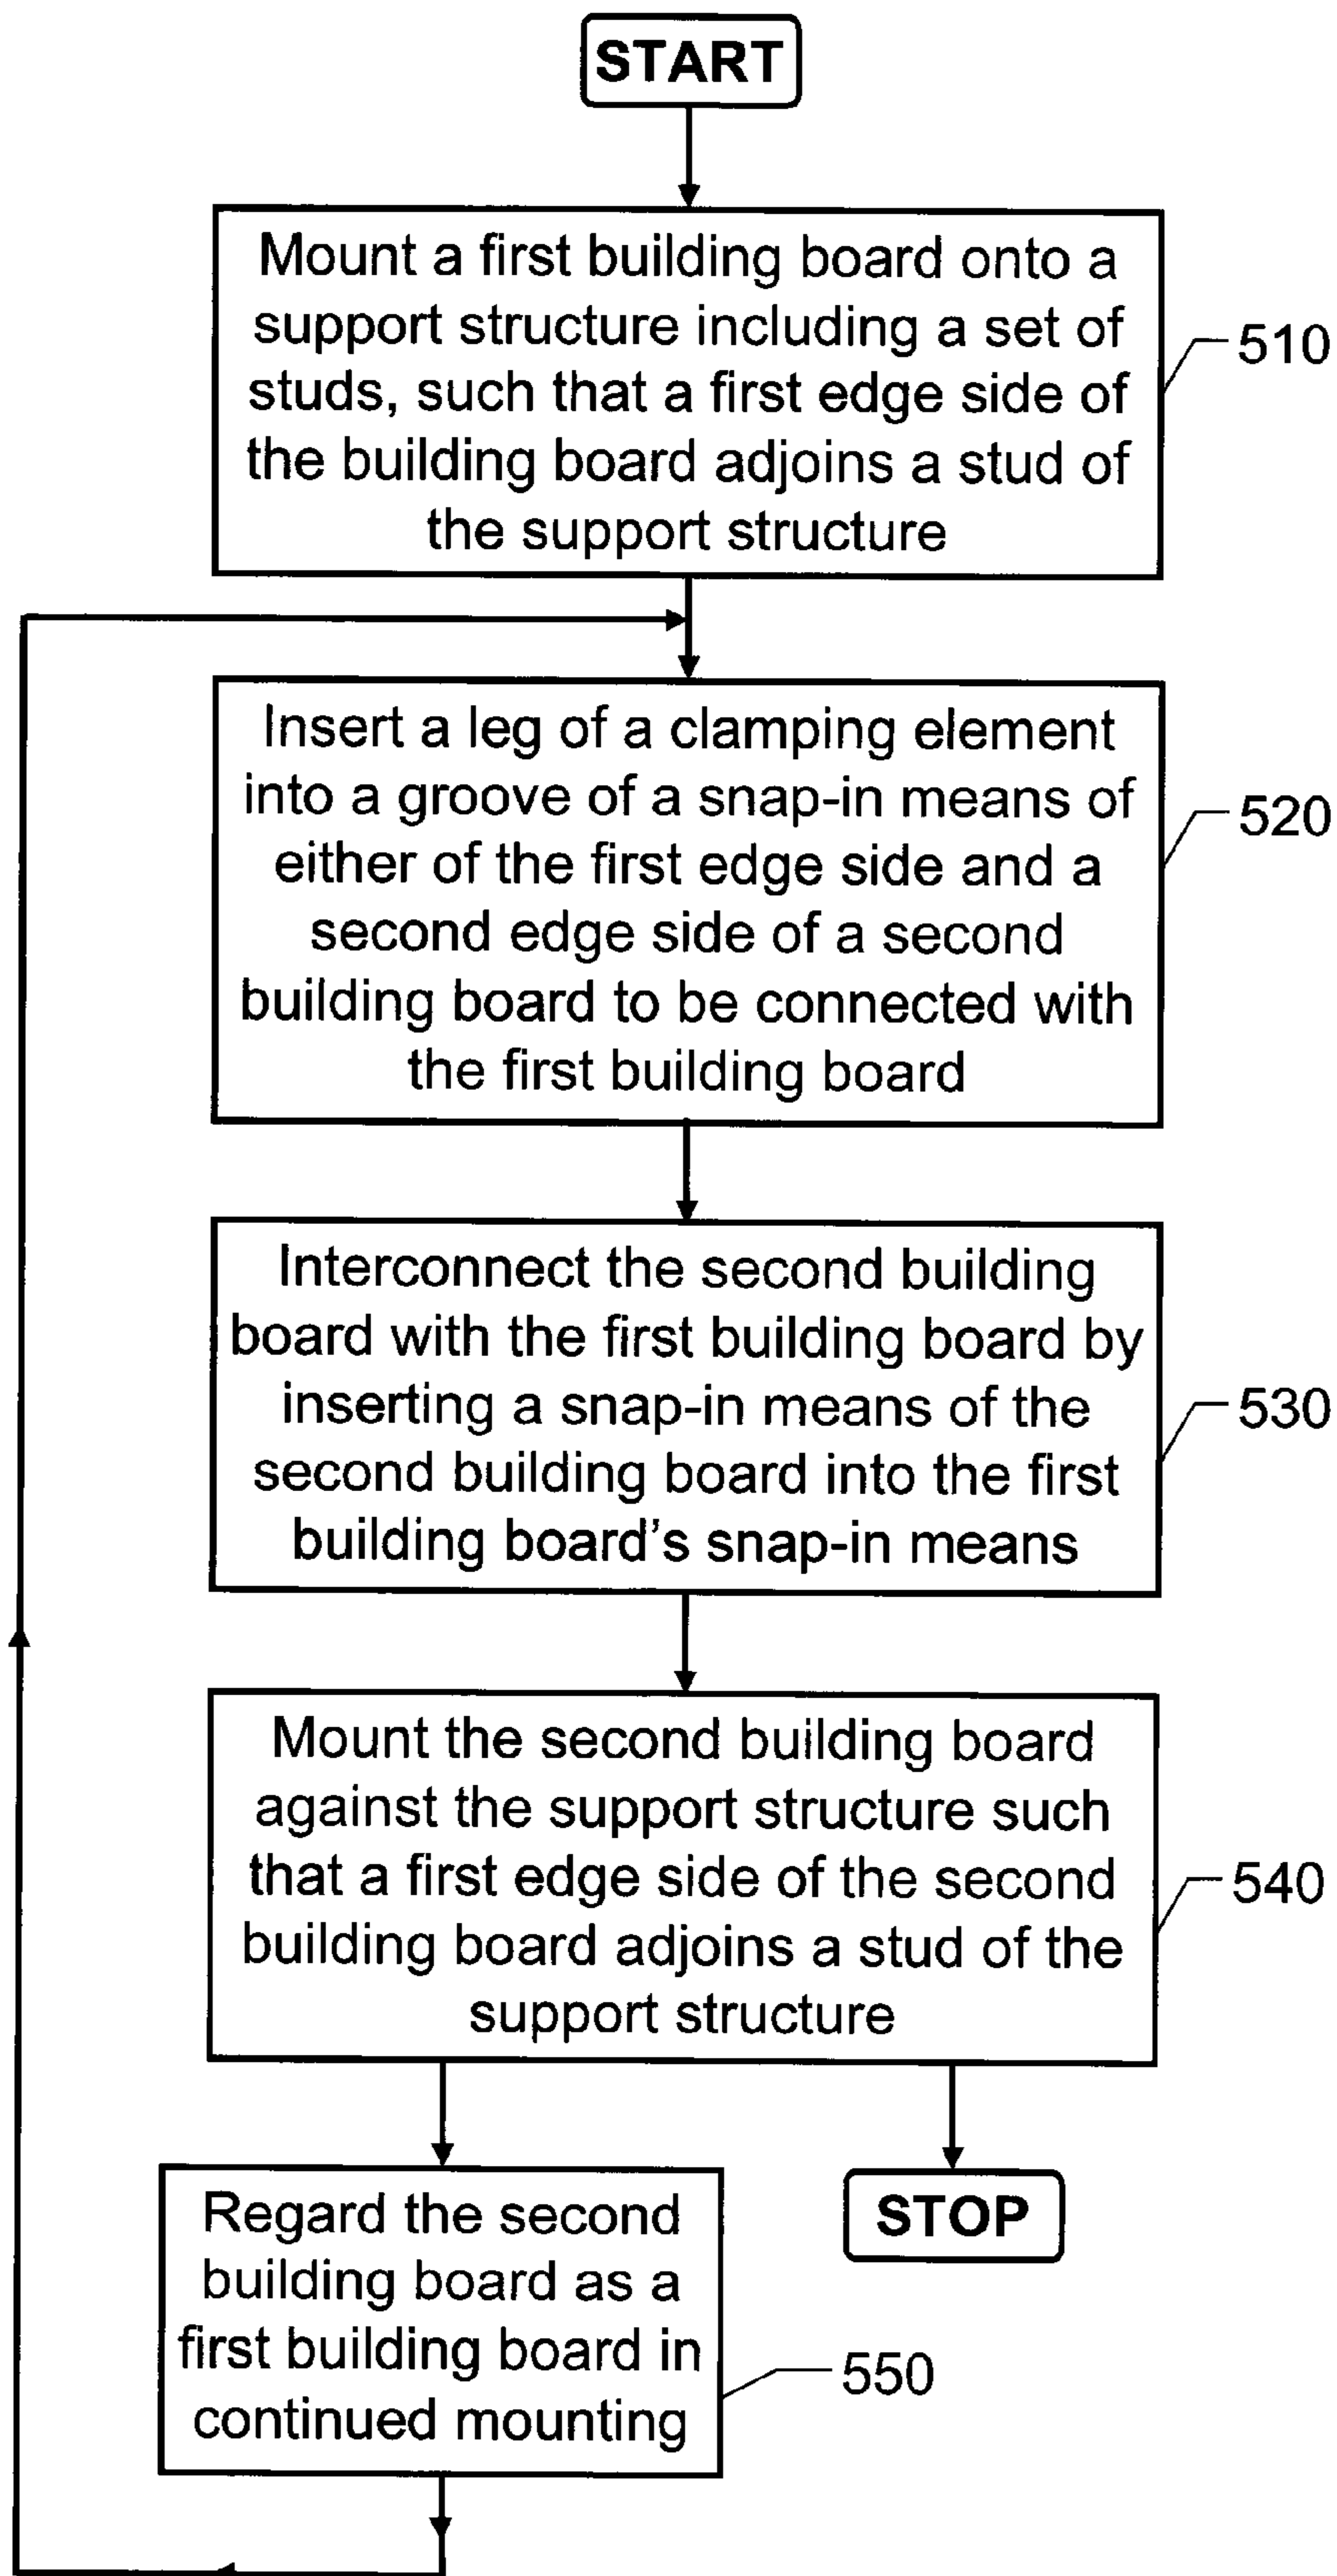 START
Mount a first building board onto a
support structure including a set of
studs, such that a first edge side of
the building board adjoins a stud of
the support structure
510
Insert a leg of a clamping element
into a groove of a snap-in means of
either of the first edge side and a
second edge side of a second
building board to be connected with
the first building board
520
Interconnect the second building
board with the first building board by
inserting a snap-in means of the
second building board into the first
building board’s snap-in means
530
Mount the second building board
against the support structure such
that a first edge side of the second
building board adjoins a stud of the
support structure
540
Regard the second
building board as a
first building board in
continued mounting
550
STOP